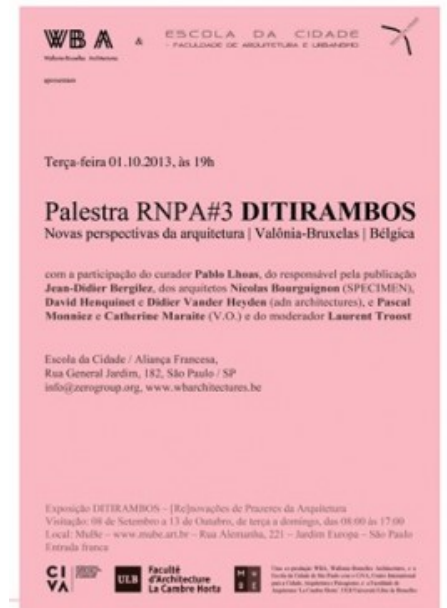 WBA & ESCOLA DA CIDADE
Wallonie-Bruxelles Architectures - FACULDADE DE ARQUITETURA E URBANISMO
apresentam
Terça-feira 01.10.2013, às 19h
Palestra RNPA#3 DITIRAMBOS
Novas perspectivas da arquitetura | Valônia-Bruxelas | Bélgica
com a participação do curador Pablo Lhoas, do responsável pela publicação
Jean-Didier Bergilez, dos arquitetos Nicolas Bourguignon (SPECIMEN),
David Henquinet e Didier Vander Heyden (adn architectures), e Pascal
Monniez e Catherine Maraite (V.O.) e do moderador Laurent Troost
Escola da Cidade / Aliança Francesa,
Rua General Jardim, 182, São Paulo / SP
info@zerogroup.org, www.wbarchitectures.be
Exposição DITIRAMBOS – [Re]novações de Prazeres da Arquitetura
Visitação: 08 de Setembro a 13 de Outubro, de terça a domingo, das 08:00 às 17:00
Local: MuBe – www.mube.art.br – Rua Alemanha, 221 – Jardim Europa – São Paulo
Entrada franca
CI
VA
ULB
Faculté
d'Architecture
La Cambre Horta